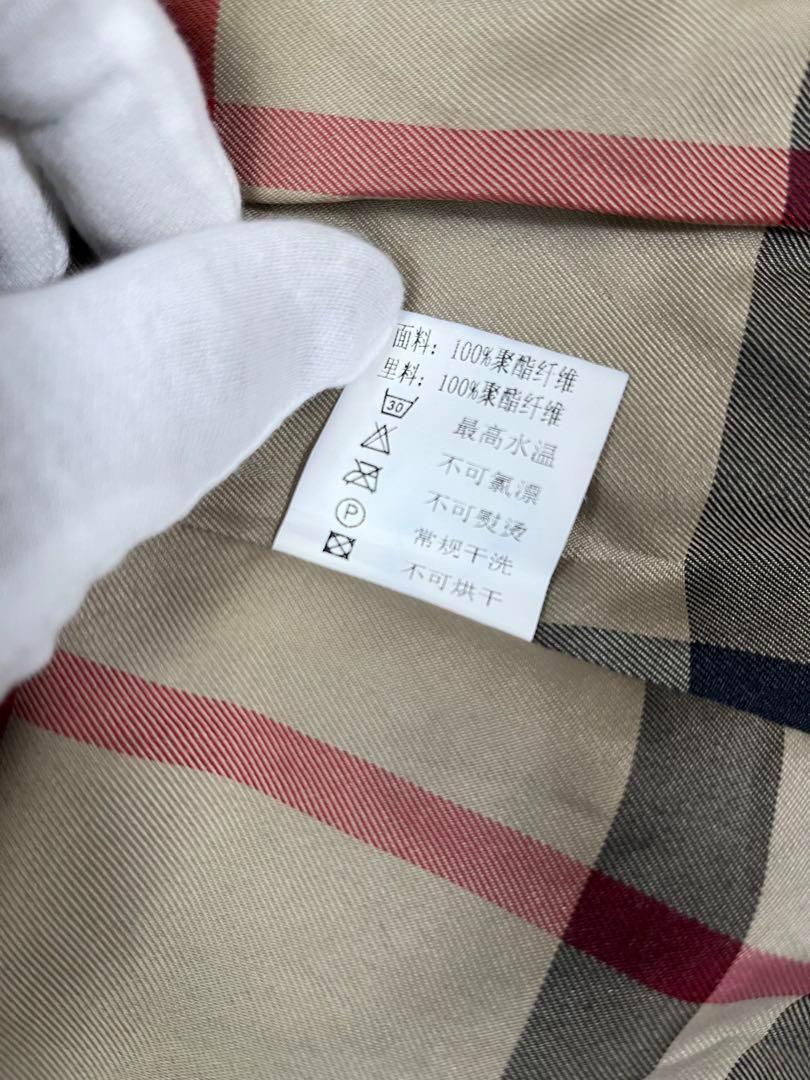 面料: 100%聚酯纤维
里料: 100%聚酯纤维
30 最高水温
不可氯漂
不可熨烫
P 常规干洗
不可烘干